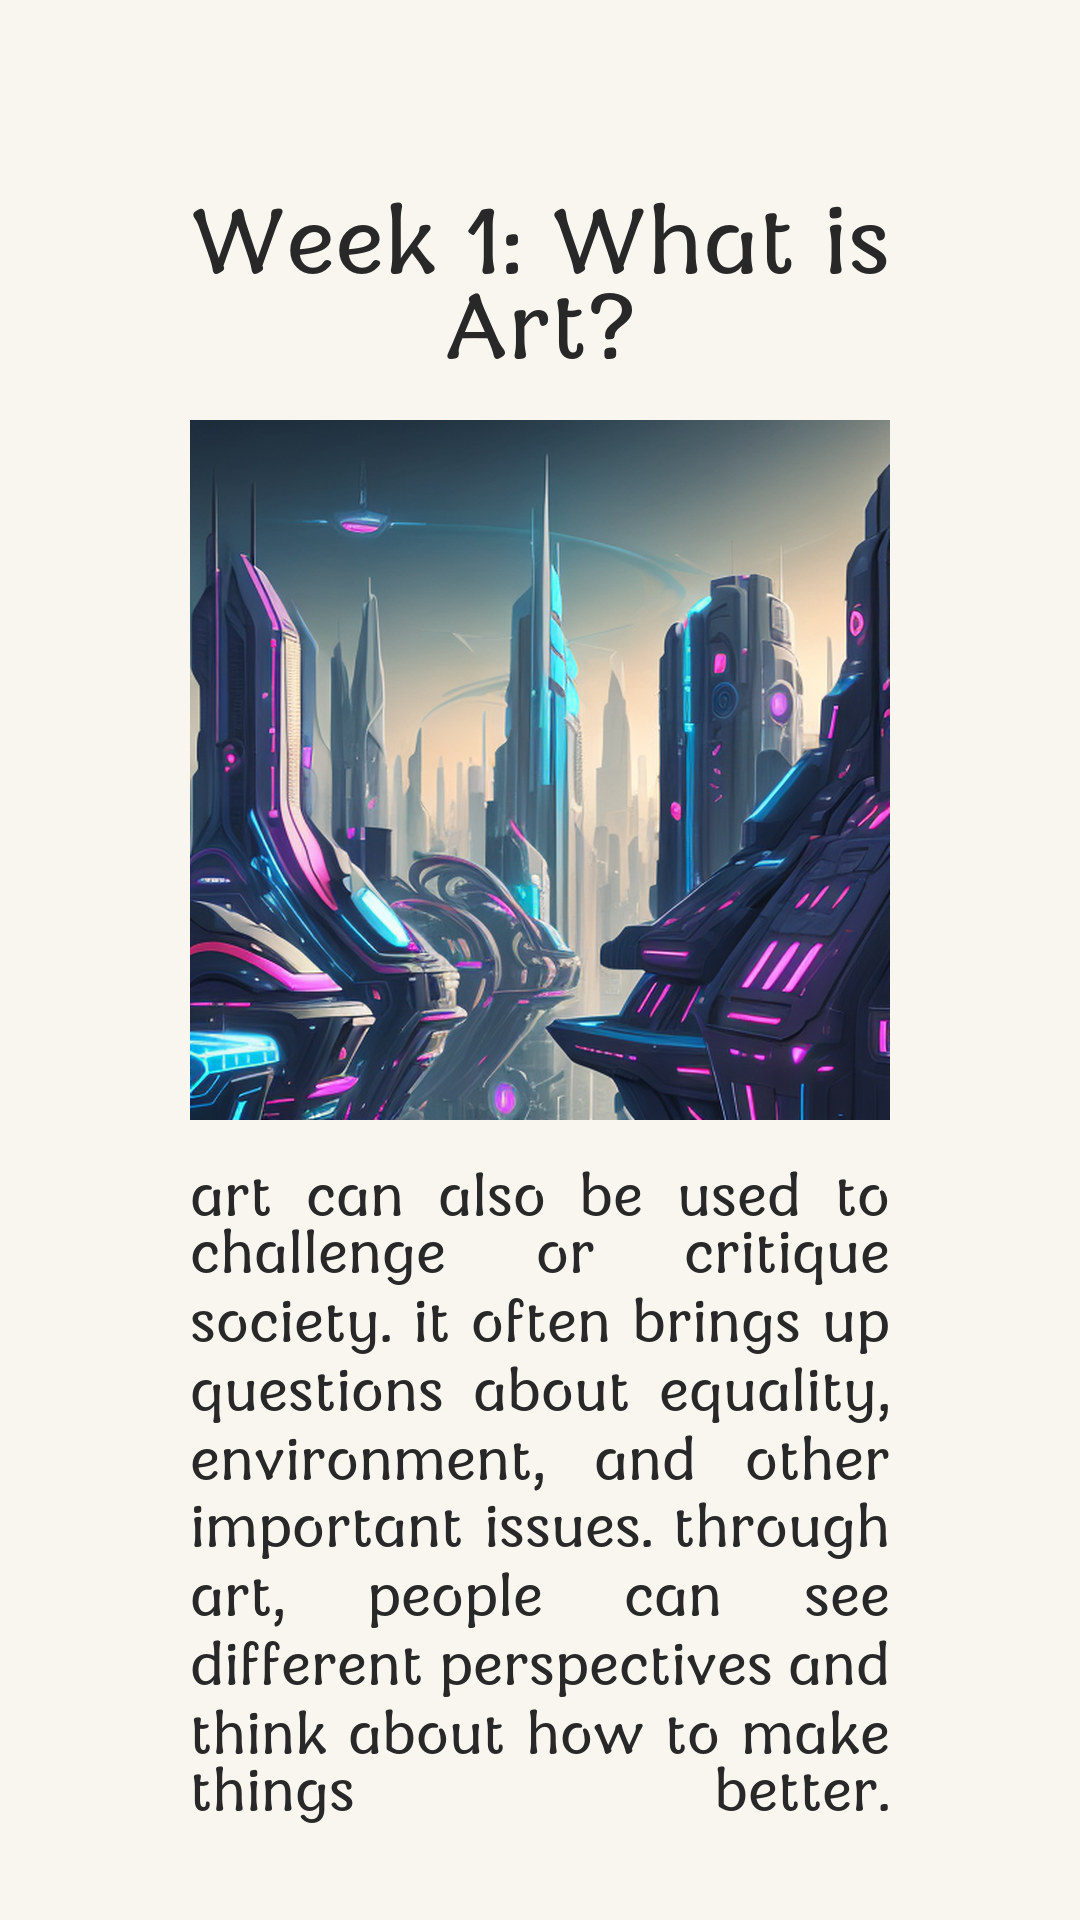 Week 1: What is
Art?
art can also be used to
challenge or critique
society. it often brings up
questions about equality,
environment, and other
important issues. through
art, people can see
different perspectives and
think about how to make
things better.